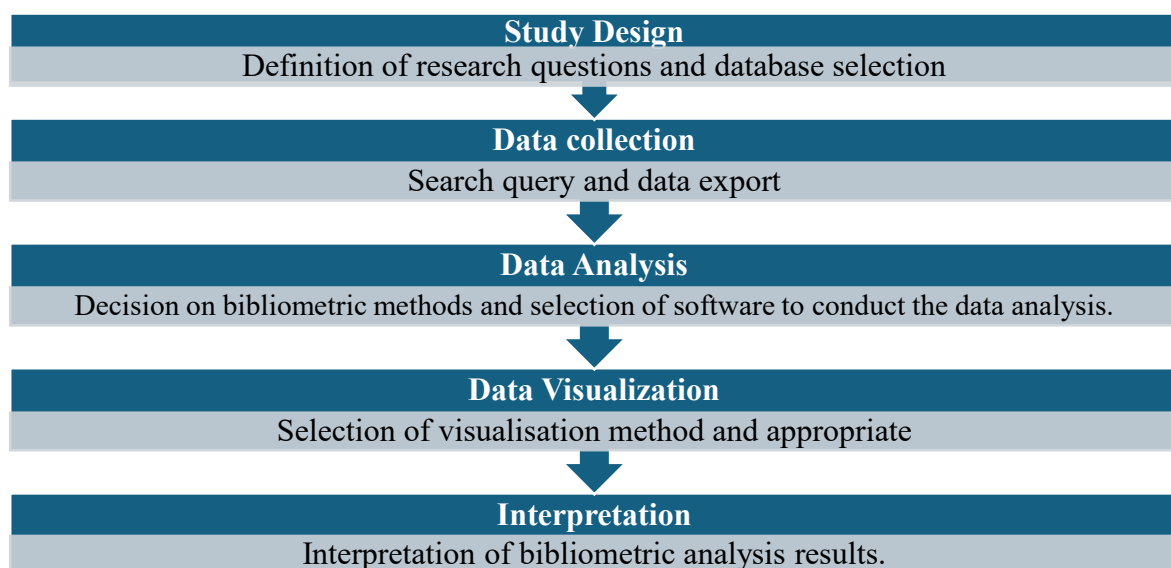 Study Design
Definition of research questions and database selection
Data collection
Search query and data export
Data Analysis
Decision on bibliometric methods and selection of software to conduct the data analysis.
Data Visualization
Selection of visualisation method and appropriate
Interpretation
Interpretation of bibliometric analysis results.